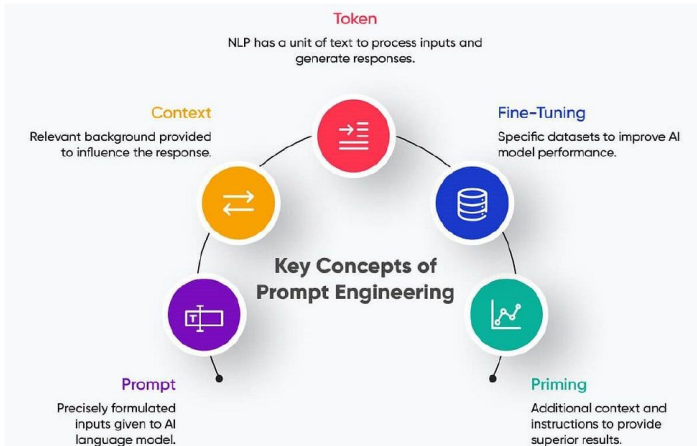 Token
NLP has a unit of text to process inputs and
generate responses.
Context
Relevant background provided
to influence the response.
Fine-Tuning
Specific datasets to improve AI
model performance.
Key Concepts of
Prompt Engineering
T
Prompt
Precisely formulated
inputs given to AI
language model.
Priming
Additional context and
instructions to provide
superior results.